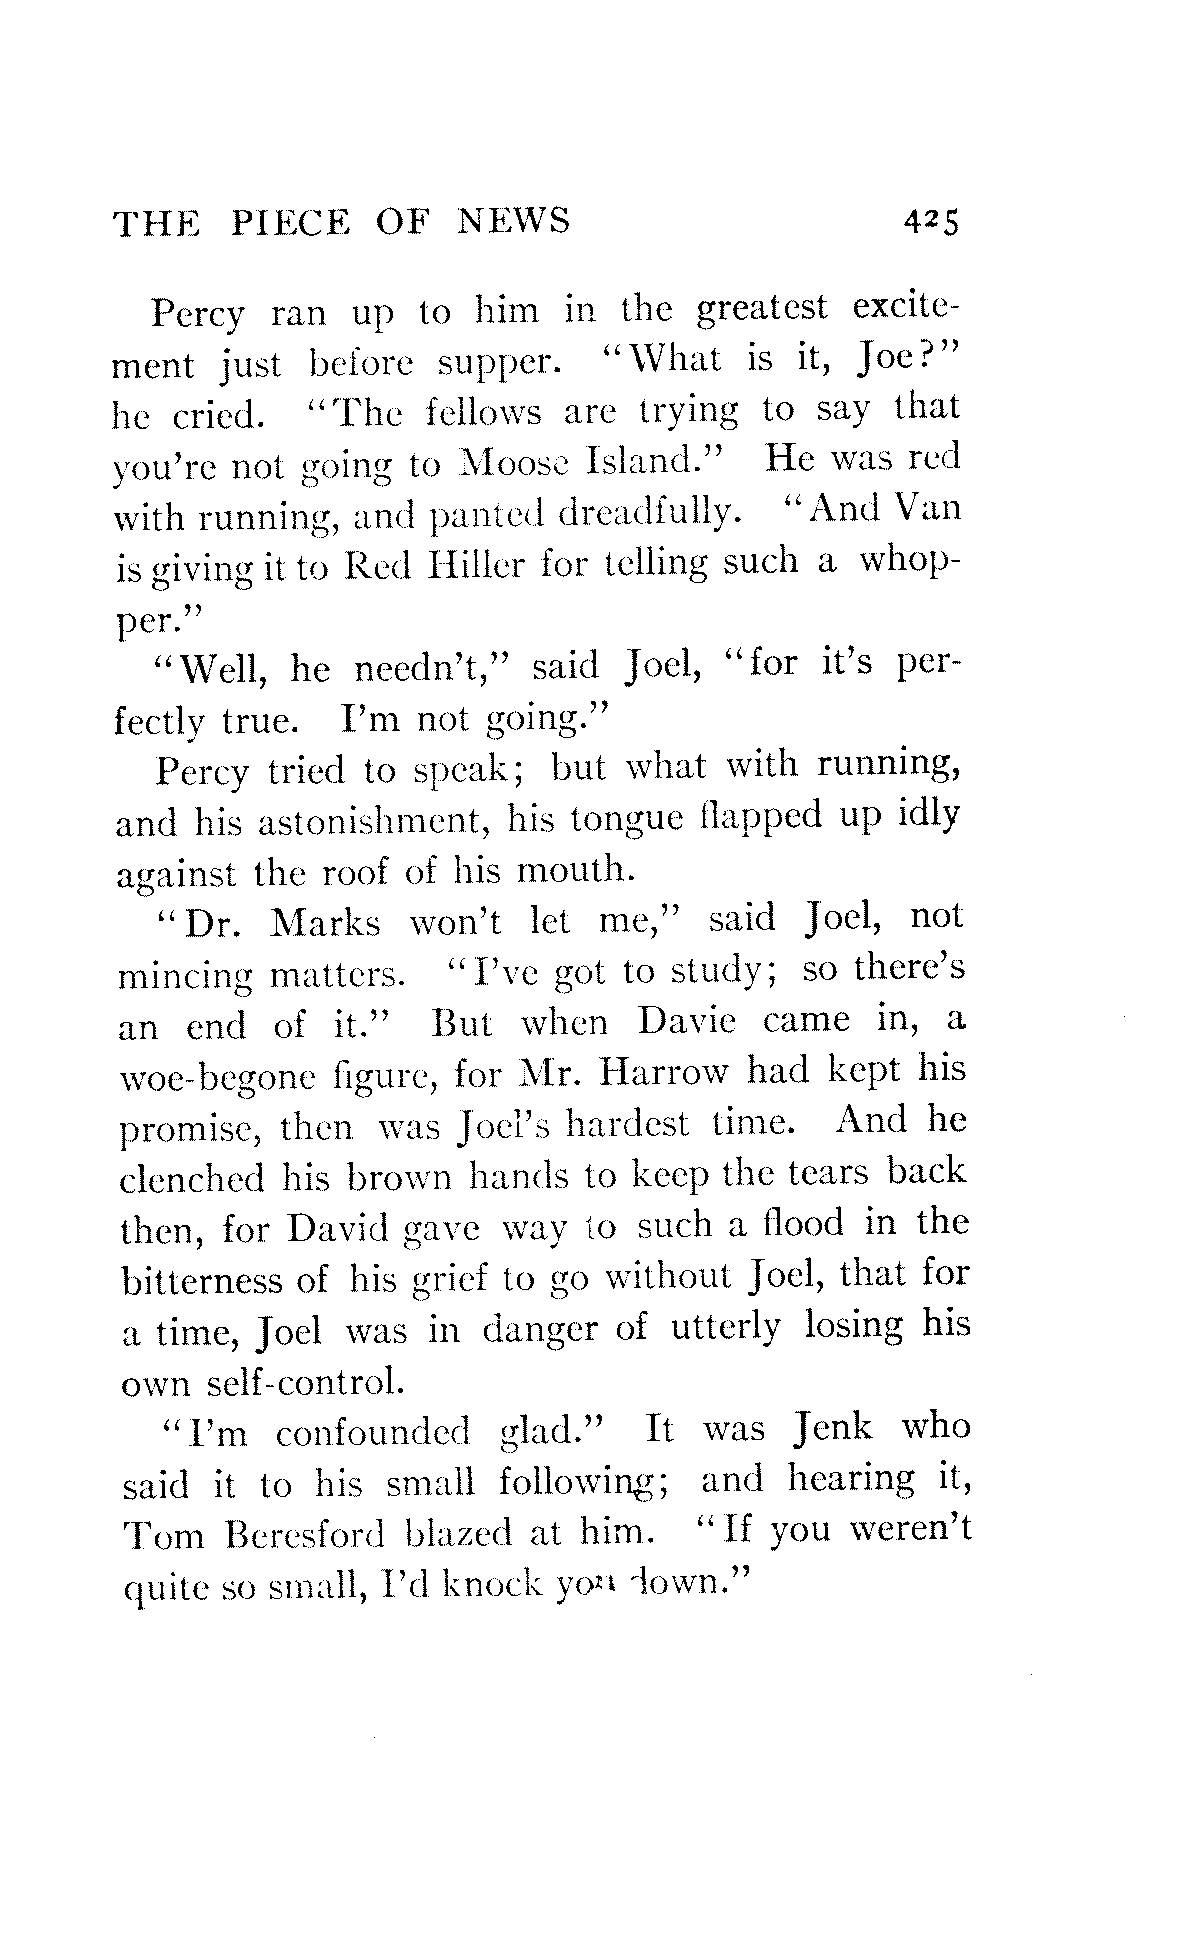 THE PIECE OF NEWS 425
Percy ran up to him in the greatest excite-
ment just before supper. "What is it, Joe?"
he cried. "The fellows are trying to say that
you're not going to Moose Island." He was red
with running, and panted dreadfully. "And Van
is giving it to Red Hiller for telling such a whop-
per."
"Well, he needn't," said Joel, "for it's per-
fectly true. I'm not going."
Percy tried to speak; but what with running,
and his astonishment, his tongue flapped up idly
against the roof of his mouth.
"Dr. Marks won't let me," said Joel, not
mincing matters. "I've got to study; so there's
an end of it." But when Davie came in, a
woe-begone figure, for Mr. Harrow had kept his
promise, then was Joel's hardest time. And he
clenched his brown hands to keep the tears back
then, for David gave way to such a flood in the
bitterness of his grief to go without Joel, that for
a time, Joel was in danger of utterly losing his
own self-control.
"I'm confounded glad." It was Jenk who
said it to his small following; and hearing it,
Tom Beresford blazed at him. "If you weren't
quite so small, I'd knock you down."